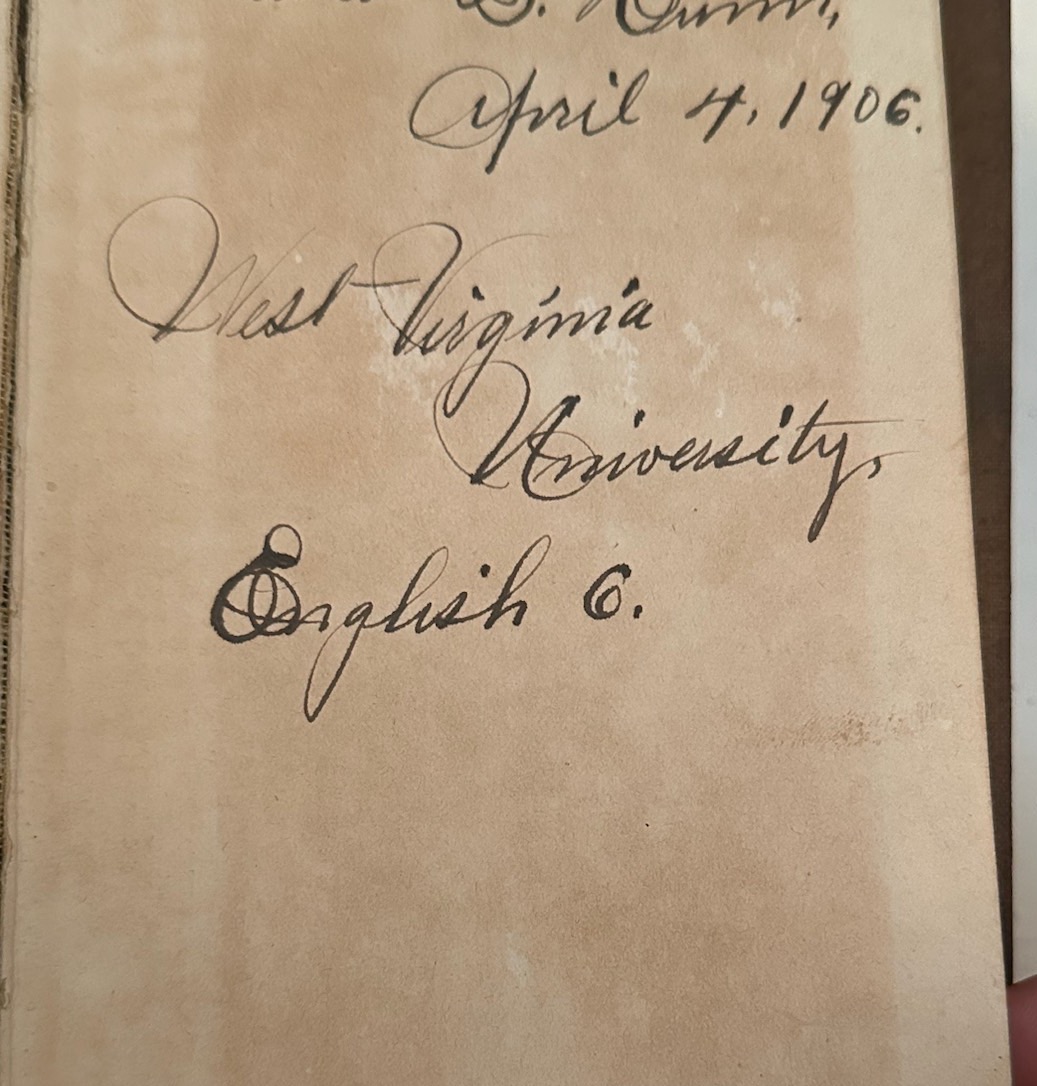 April 4, 1906.
West Virginia
University,
English 6.